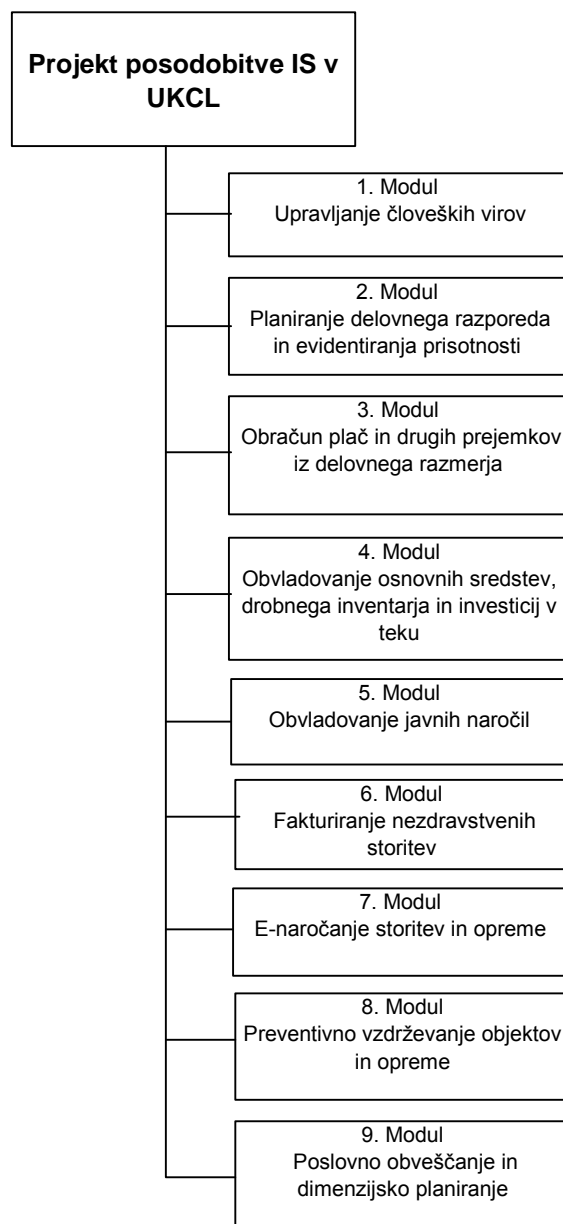 Projekt posodobitve IS v
UKCL
1. Modul
Upravljanje človeških virov
2. Modul
Planiranje delovnega razporeda
in evidentiranja prisotnosti
3. Modul
Obračun plač in drugih prejemkov
iz delovnega razmerja
4. Modul
Obvladovanje osnovnih sredstev,
drobnega inventarja in investicij v
teku
5. Modul
Obvladovanje javnih naročil
6. Modul
Fakturiranje nezdravstvenih
storitev
7. Modul
E-naročanje storitev in opreme
8. Modul
Preventivno vzdrževanje objektov
in opreme
9. Modul
Poslovno obveščanje in
dimenzijsko planiranje